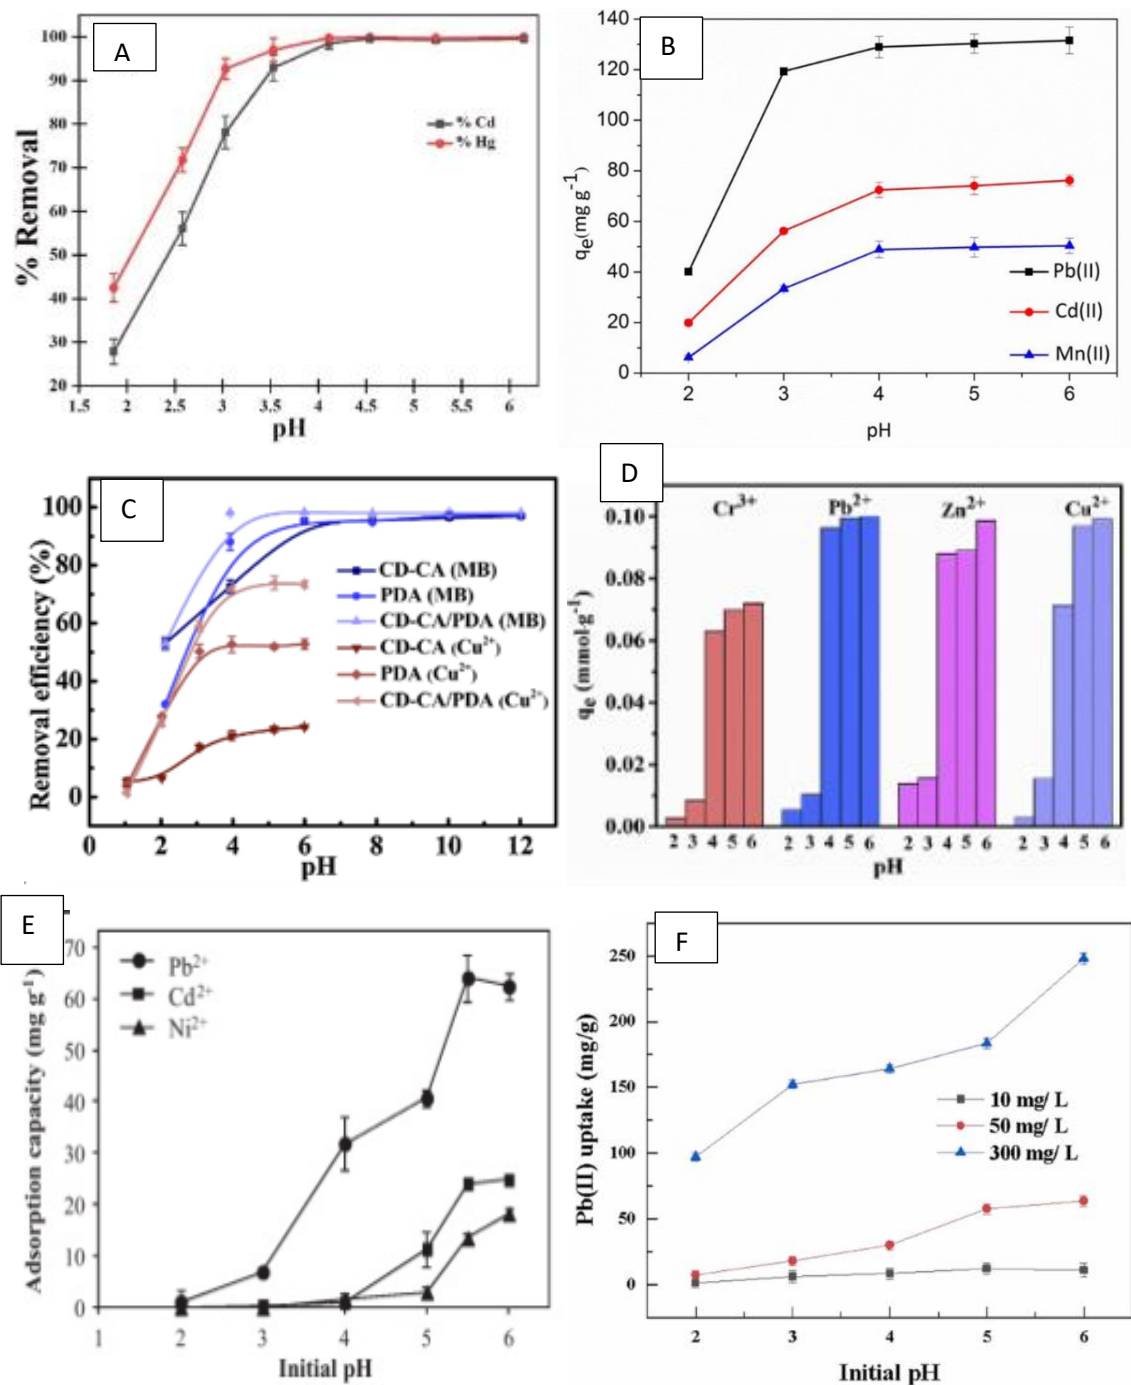 A
% Removal
100
90
80
70
60
50
40
30
20
% Cd
% Hg
1.5 2 2.5 3 3.5 4 4.5 5 5.5 6
pH
B
qe(mg g-1)
140
120
100
80
60
40
20
0
Pb(II)
Cd(II)
Mn(II)
2 3 4 5 6
pH
C
Removal efficiency (%)
100
80
60
40
20
0
CD-CA (MB)
PDA (MB)
CD-CA/PDA (MB)
CD-CA (Cu²⁺)
PDA (Cu²⁺)
CD-CA/PDA (Cu²⁺)
0 2 4 6 8 10 12
pH
D
qe (mmol·g-1)
Cr³⁺ Pb²⁺ Zn²⁺ Cu²⁺
0.10
0.08
0.06
0.04
0.02
0.00
2 3 4 5 6 2 3 4 5 6 2 3 4 5 6 2 3 4 5 6
pH
E
Adsorption capacity (mg g-1)
70
60
50
40
30
20
10
0
Pb²⁺
Cd²⁺
Ni²⁺
1 2 3 4 5 6
Initial pH
F
Pb(II) uptake (mg/g)
250
200
150
100
50
0
10 mg/ L
50 mg/ L
300 mg/ L
2 3 4 5 6
Initial pH